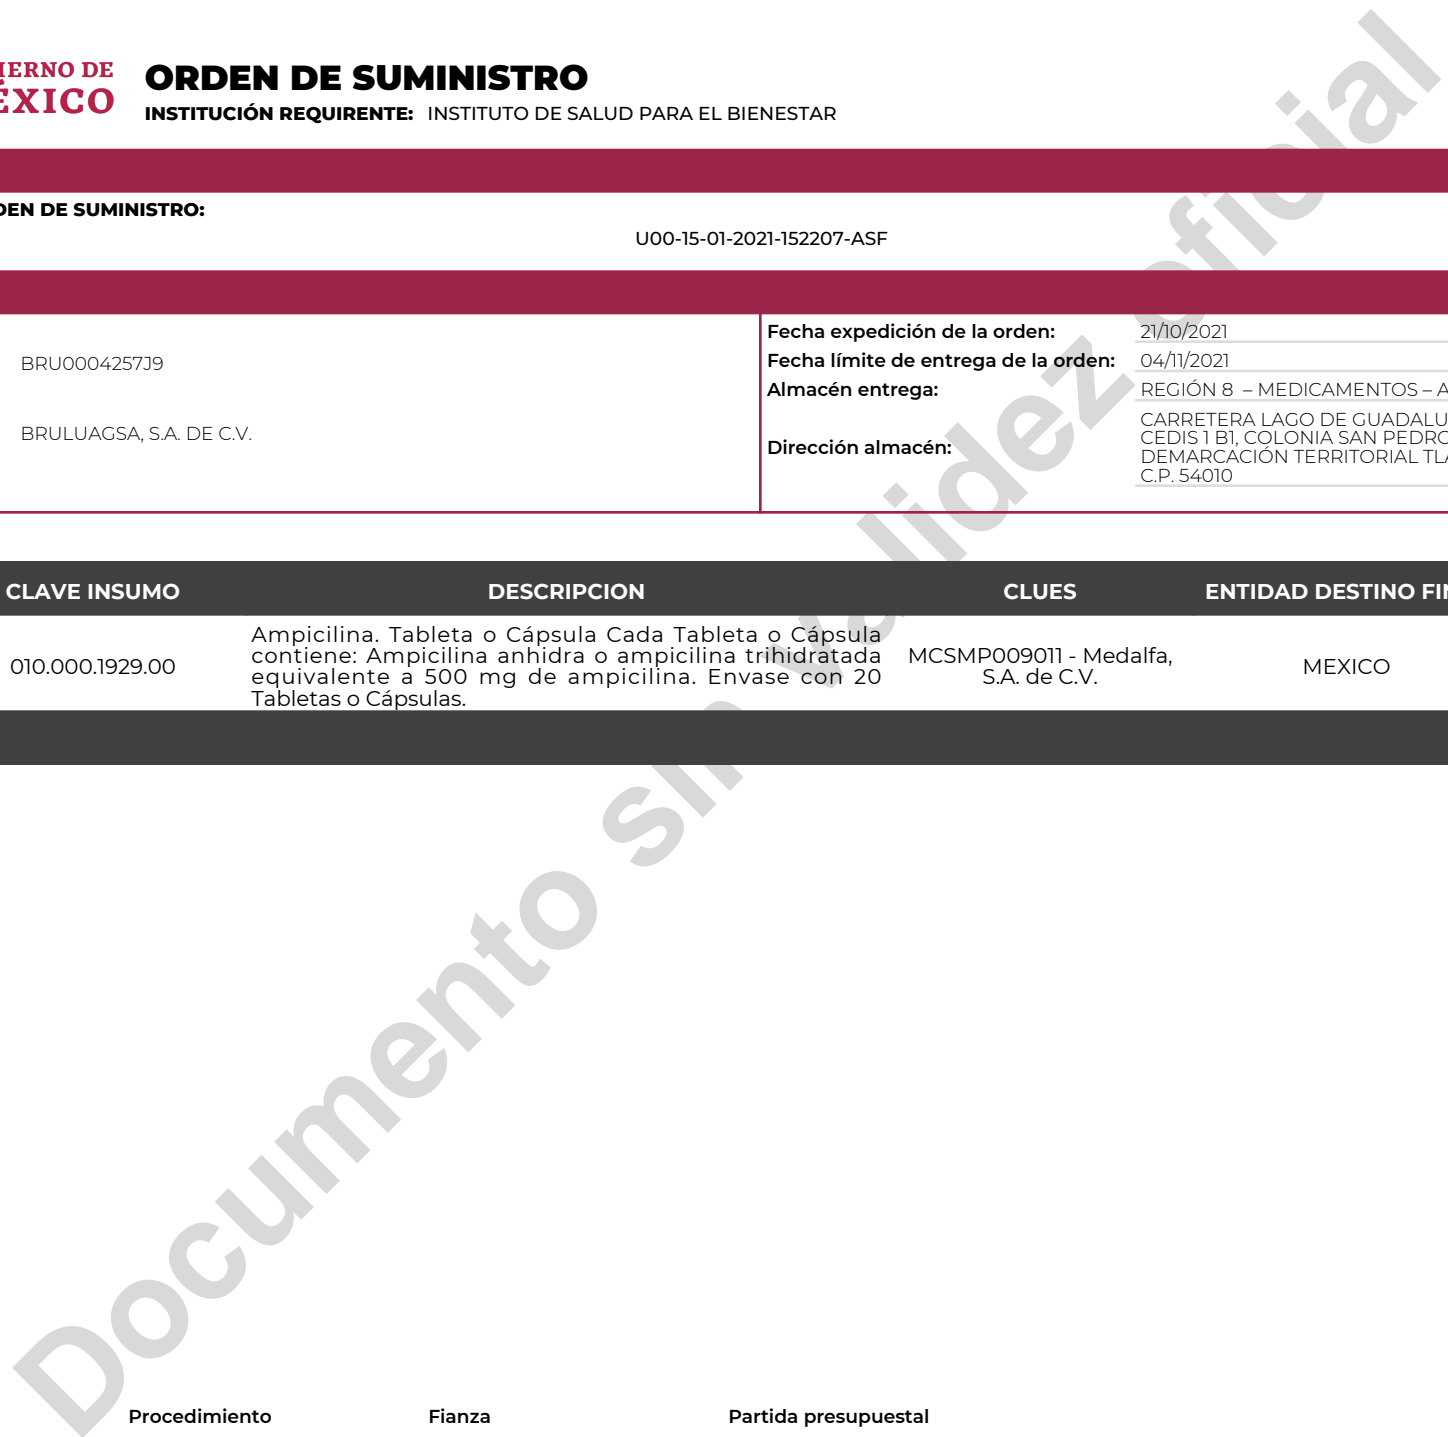 IERNO DE
ÉXICO
ORDEN DE SUMINISTRO
INSTITUCIÓN REQUIRENTE: INSTITUTO DE SALUD PARA EL BIENESTAR
DEN DE SUMINISTRO:
U00-15-01-2021-152207-ASF
BRU0004257J9
BRULUAGSA, S.A. DE C.V.
Fecha expedición de la orden: 21/10/2021
Fecha límite de entrega de la orden: 04/11/2021
Almacén entrega: REGIÓN 8 – MEDICAMENTOS – A
Dirección almacén:
CARRETERA LAGO DE GUADALU
CEDIS 1 B1, COLONIA SAN PEDRO
DEMARCACIÓN TERRITORIAL TLA
C.P. 54010
CLAVE INSUMO DESCRIPCION CLUES ENTIDAD DESTINO FIN
010.000.1929.00
Ampicilina. Tableta o Cápsula Cada Tableta o Cápsula
contiene: Ampicilina anhidra o ampicilina trihidratada
equivalente a 500 mg de ampicilina. Envase con 20
Tabletas o Cápsulas.
MCSMP009011 - Medalfa,
S.A. de C.V.
MEXICO
Documento sin validez oficial
Procedimiento Fianza Partida presupuestal